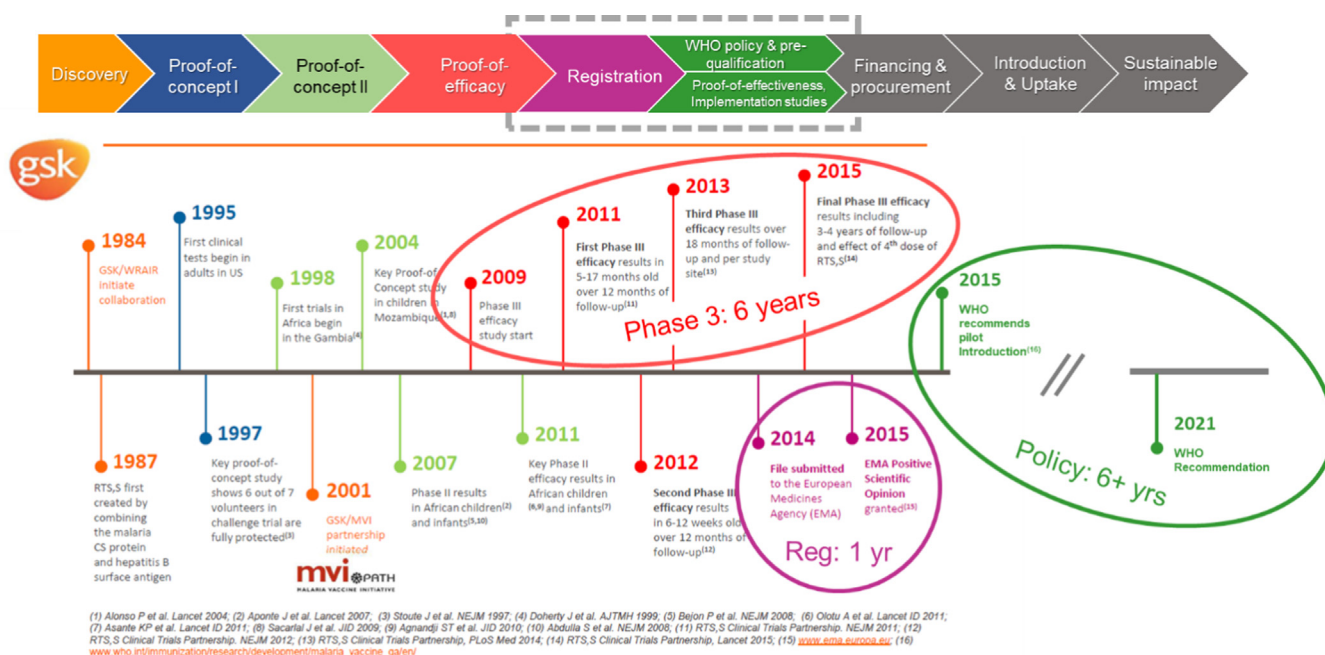 Discovery
Proof-of-
concept I
Proof-of-
concept II
Proof-of-
efficacy
Registration
WHO policy & pre-
qualification
Proof-of-effectiveness,
Implementation studies
Financing &
procurement
Introduction
& Uptake
Sustainable
impact
gsk
1984
GSK/WRAIR
initiate
collaboration
1995
First clinical
tests begin in
adults in US
1998
First trials in
Africa begin
in the Gambia(4)
2004
Key Proof-of-
Concept study
in children in
Mozambique(1,8)
2009
Phase III
efficacy
study start
2011
First Phase III
efficacy results in
5-17 months old
over 12 months of
follow-up(11)
2013
Third Phase III
efficacy results over
18 months of follow-
up and per study
site(13)
2015
Final Phase III efficacy
results including
3-4 years of follow-up
and effect of 4th dose of
RTS,S(14)
Phase 3: 6 years
2015
WHO
recommends
pilot
Introduction(16)
1987
RTS,S first
created by
combining
the malaria
CS protein
and hepatitis B
surface antigen
1997
Key proof-of-
concept study
shows 6 out of 7
volunteers in
challenge trial are
fully protected(3)
2001
GSK/MVI
partnership
initiated
mvi PATH
MALARIA VACCINE INITIATIVE
2007
Phase II results
in African children(2)
and infants(5,10)
2011
Key Phase II
efficacy results in
African children
(6,9) and infants(7)
2012
Second Phase III
efficacy results
in 6-12 weeks old
over 12 months of
follow-up(12)
2014
File submitted
to the European
Medicines
Agency (EMA)
2015
EMA Positive
Scientific
Opinion
granted(15)
Reg: 1 yr
2021
WHO
Recommendation
Policy: 6+ yrs
(1) Alonso P et al. Lancet 2004; (2) Aponte J et al. Lancet 2007; (3) Stoute J et al. NEJM 1997; (4) Doherty J et al. AJTMH 1999; (5) Bejon P et al. NEJM 2008; (6) Olotu A et al. Lancet ID 2011;
(7) Asante KP et al. Lancet ID 2011; (8) Sacarlal J et al. JID 2009; (9) Agnandji ST et al. JID 2010; (10) Abdulla S et al. NEJM 2008; (11) RTS,S Clinical Trials Partnership. NEJM 2011; (12)
RTS,S Clinical Trials Partnership. NEJM 2012; (13) RTS,S Clinical Trials Partnership, PLoS Med 2014; (14) RTS,S Clinical Trials Partnership, Lancet 2015; (15) www.ema.europa.eu; (16)
www.who.int/immunization/research/development/malaria_vaccine_qa/en/